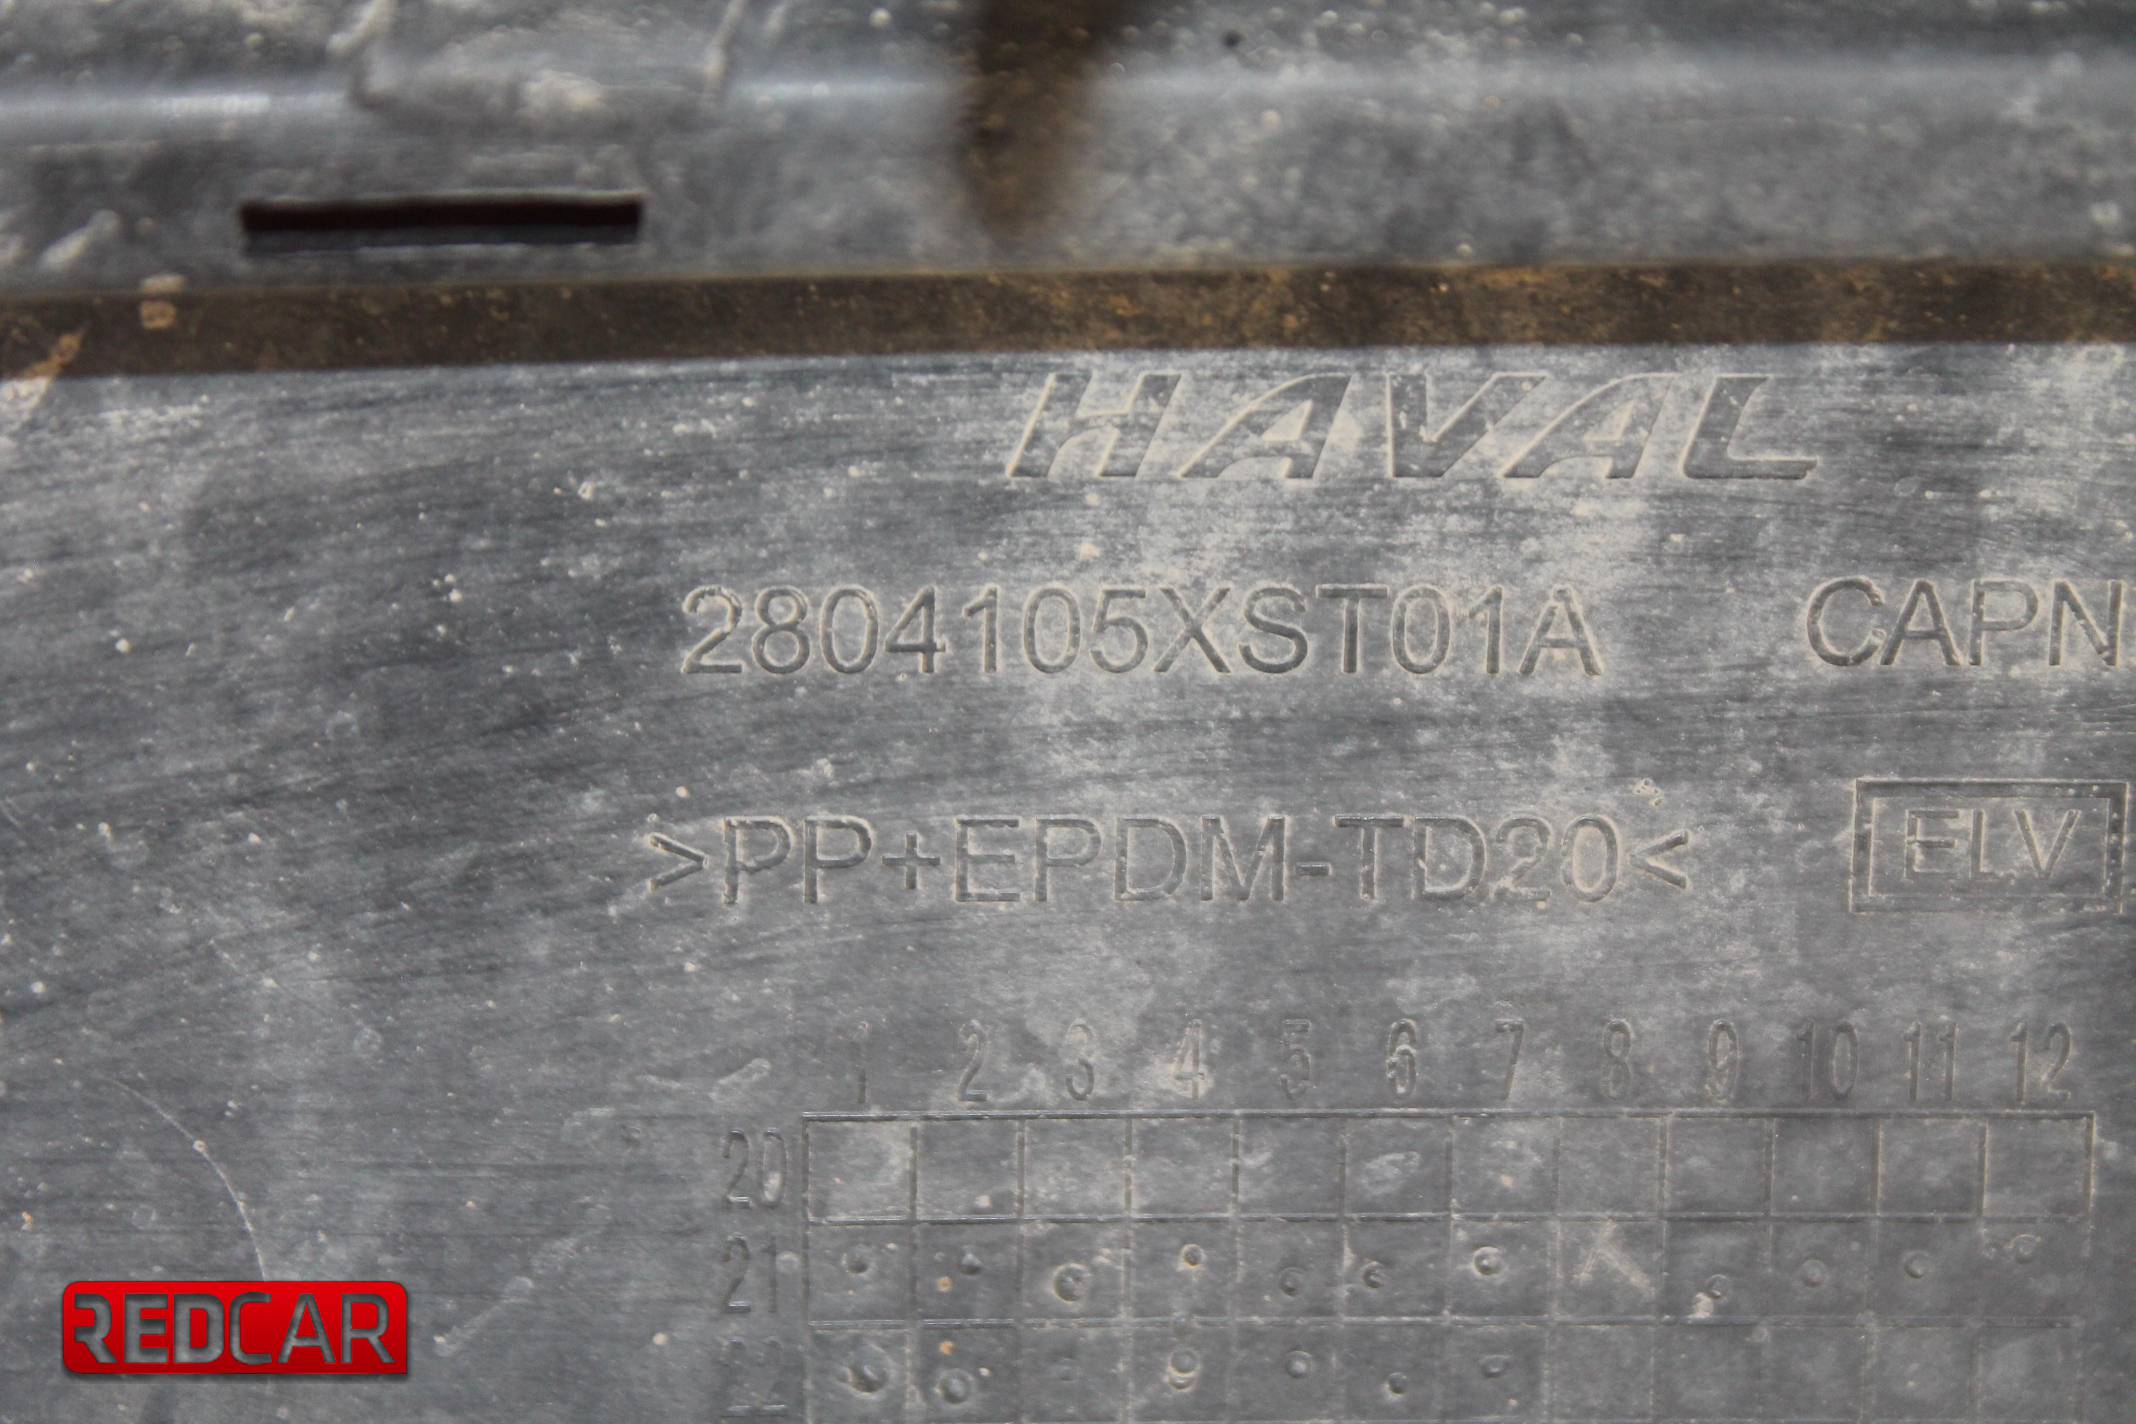 HAVAL
2804105XST01A CAPN
>PP+EPDM-TD20< ELV
1 2 3 4 5 6 7 8 9 10 11 12
20
21
22
REDCAR